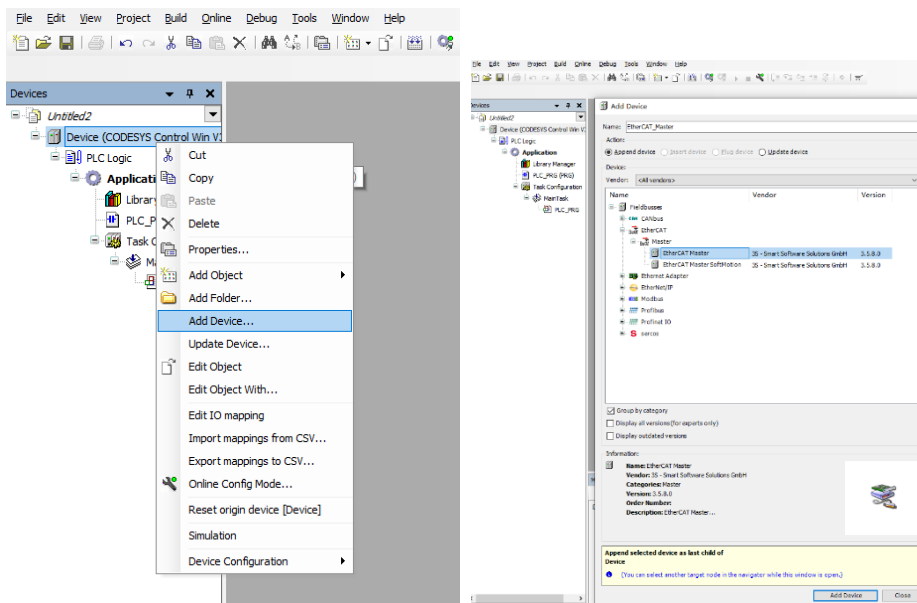 File Edit View Project Build Online Debug Tools Window Help
Devices
Untitled2
Device (CODESYS Control Win V3
PLC Logic
Applicati
Library
PLC_P
Task C
Ma
Cut
Copy
Paste
Delete
Properties...
Add Object
Add Folder...
Add Device...
Update Device...
Edit Object
Edit Object With...
Edit IO mapping
Import mappings from CSV...
Export mappings to CSV...
Online Config Mode...
Reset origin device [Device]
Simulation
Device Configuration
File Edit View Project Build Online Debug Tools Window Help
Devices
Untitled2
Device (CODESYS Control Win V3
PLC Logic
Application
Library Manager
PLC_PRG (PRG)
Task Configuration
MainTask
PLC_PRG
Add Device
Name: EtherCAT_Master
Action:
Append device Insert device Plug device Update device
Device:
Vendor: <All vendors>
Name Vendor Version
Fieldbusses
CANbus
EtherCAT
Master
EtherCAT Master 3S - Smart Software Solutions GmbH 3.5.8.0
EtherCAT Master SoftMotion 3S - Smart Software Solutions GmbH 3.5.8.0
Ethernet Adapter
EtherNet/IP
Modbus
Profibus
Profinet IO
sercos
Group by category
Display all versions (for experts only)
Display outdated versions
Information:
Name: EtherCAT Master
Vendor: 3S - Smart Software Solutions GmbH
Categories: Master
Version: 3.5.8.0
Order Number:
Description: EtherCAT Master...
Append selected device as last child of
Device
(You can select another target node in the navigator while this window is open.)
Add Device Close